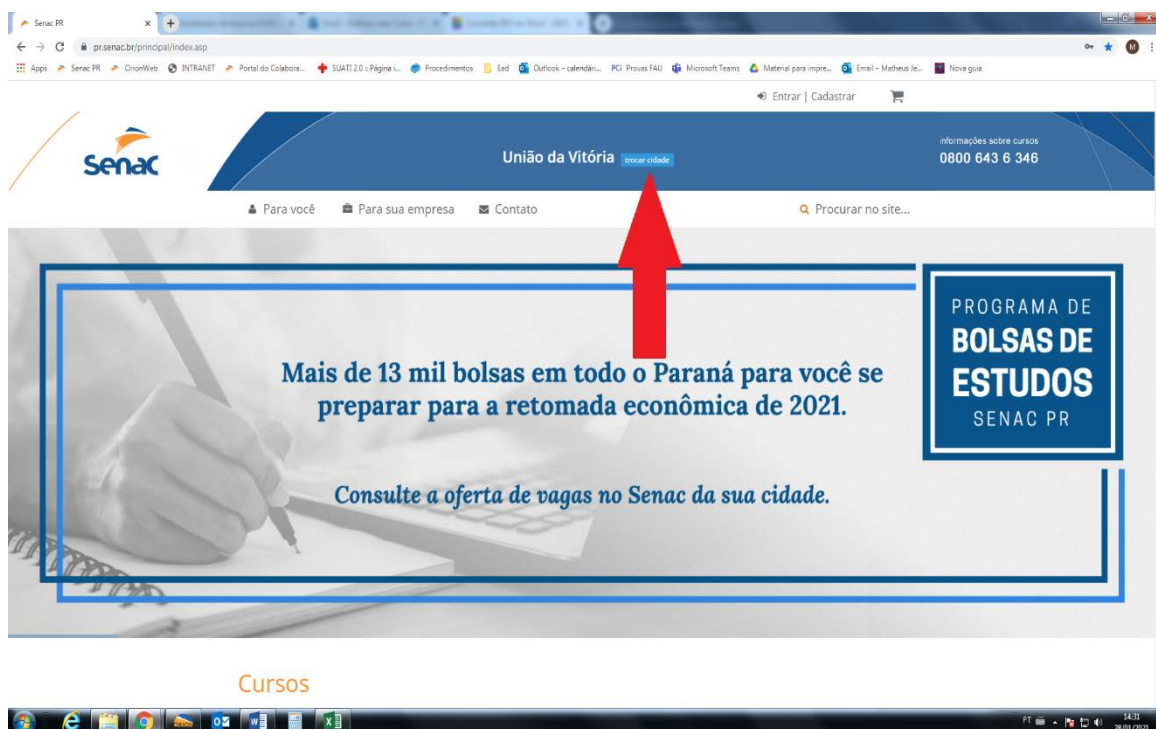 Senac PR
pr.senac.br/principal/index.asp
M
Apps Senac PR OrionWeb INTRANET Portal do Colabora... SUATI 2.0 :: Página i... Procedimentos Ead Outlook – calendári... PCi Provas FAU Microsoft Teams Material para impre... Email – Matheus Je... Nova guia
Entrar | Cadastrar
Senac
União da Vitória trocar cidade
informações sobre cursos
0800 643 6 346
Para você Para sua empresa Contato Procurar no site...
PROGRAMA DE
BOLSAS DE
ESTUDOS
SENAC PR
Mais de 13 mil bolsas em todo o Paraná para você se
preparar para a retomada econômica de 2021.
Consulte a oferta de vagas no Senac da sua cidade.
Cursos
PT 14:31
28/01/2021